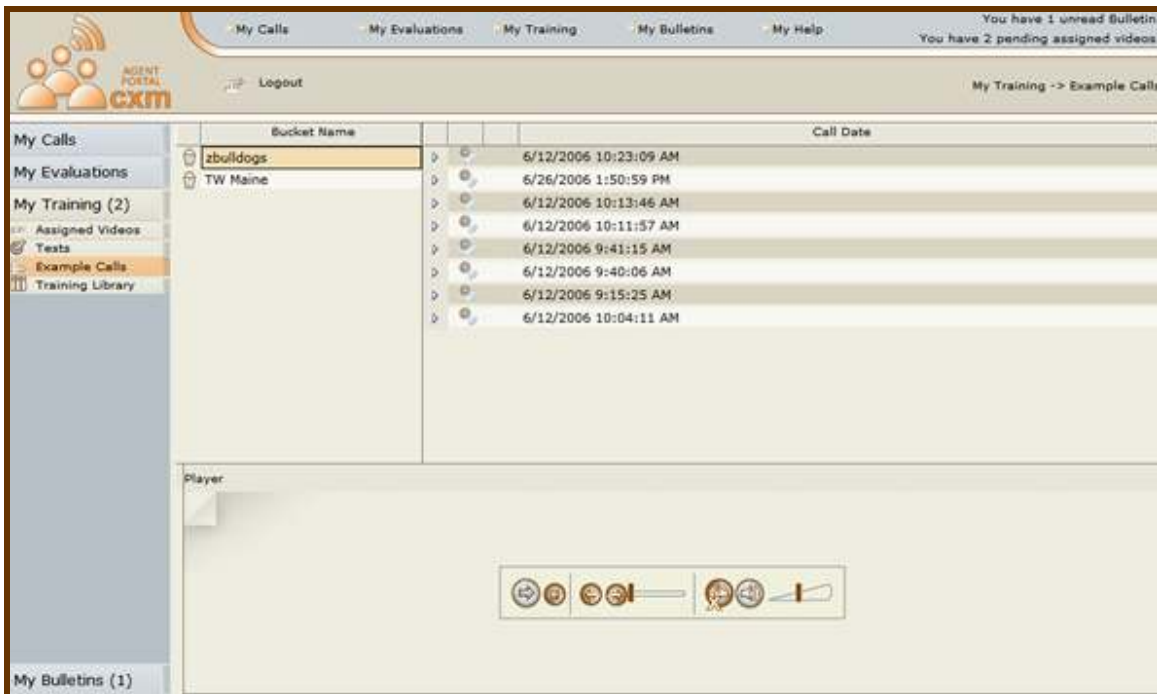 My Calls
My Evaluations
My Training
My Bulletins
My Help
You have 1 unread Bulletin
You have 2 pending assigned videos
AGENT
PORTAL
cxm
Logout
My Training -> Example Calls
My Calls
My Evaluations
My Training (2)
Assigned Videos
Tests
Example Calls
Training Library
My Bulletins (1)
Bucket Name
zbulldogs
TW Maine
Call Date
6/12/2006 10:23:09 AM
6/26/2006 1:50:59 PM
6/12/2006 10:13:46 AM
6/12/2006 10:11:57 AM
6/12/2006 9:41:15 AM
6/12/2006 9:40:06 AM
6/12/2006 9:15:25 AM
6/12/2006 10:04:11 AM
Player